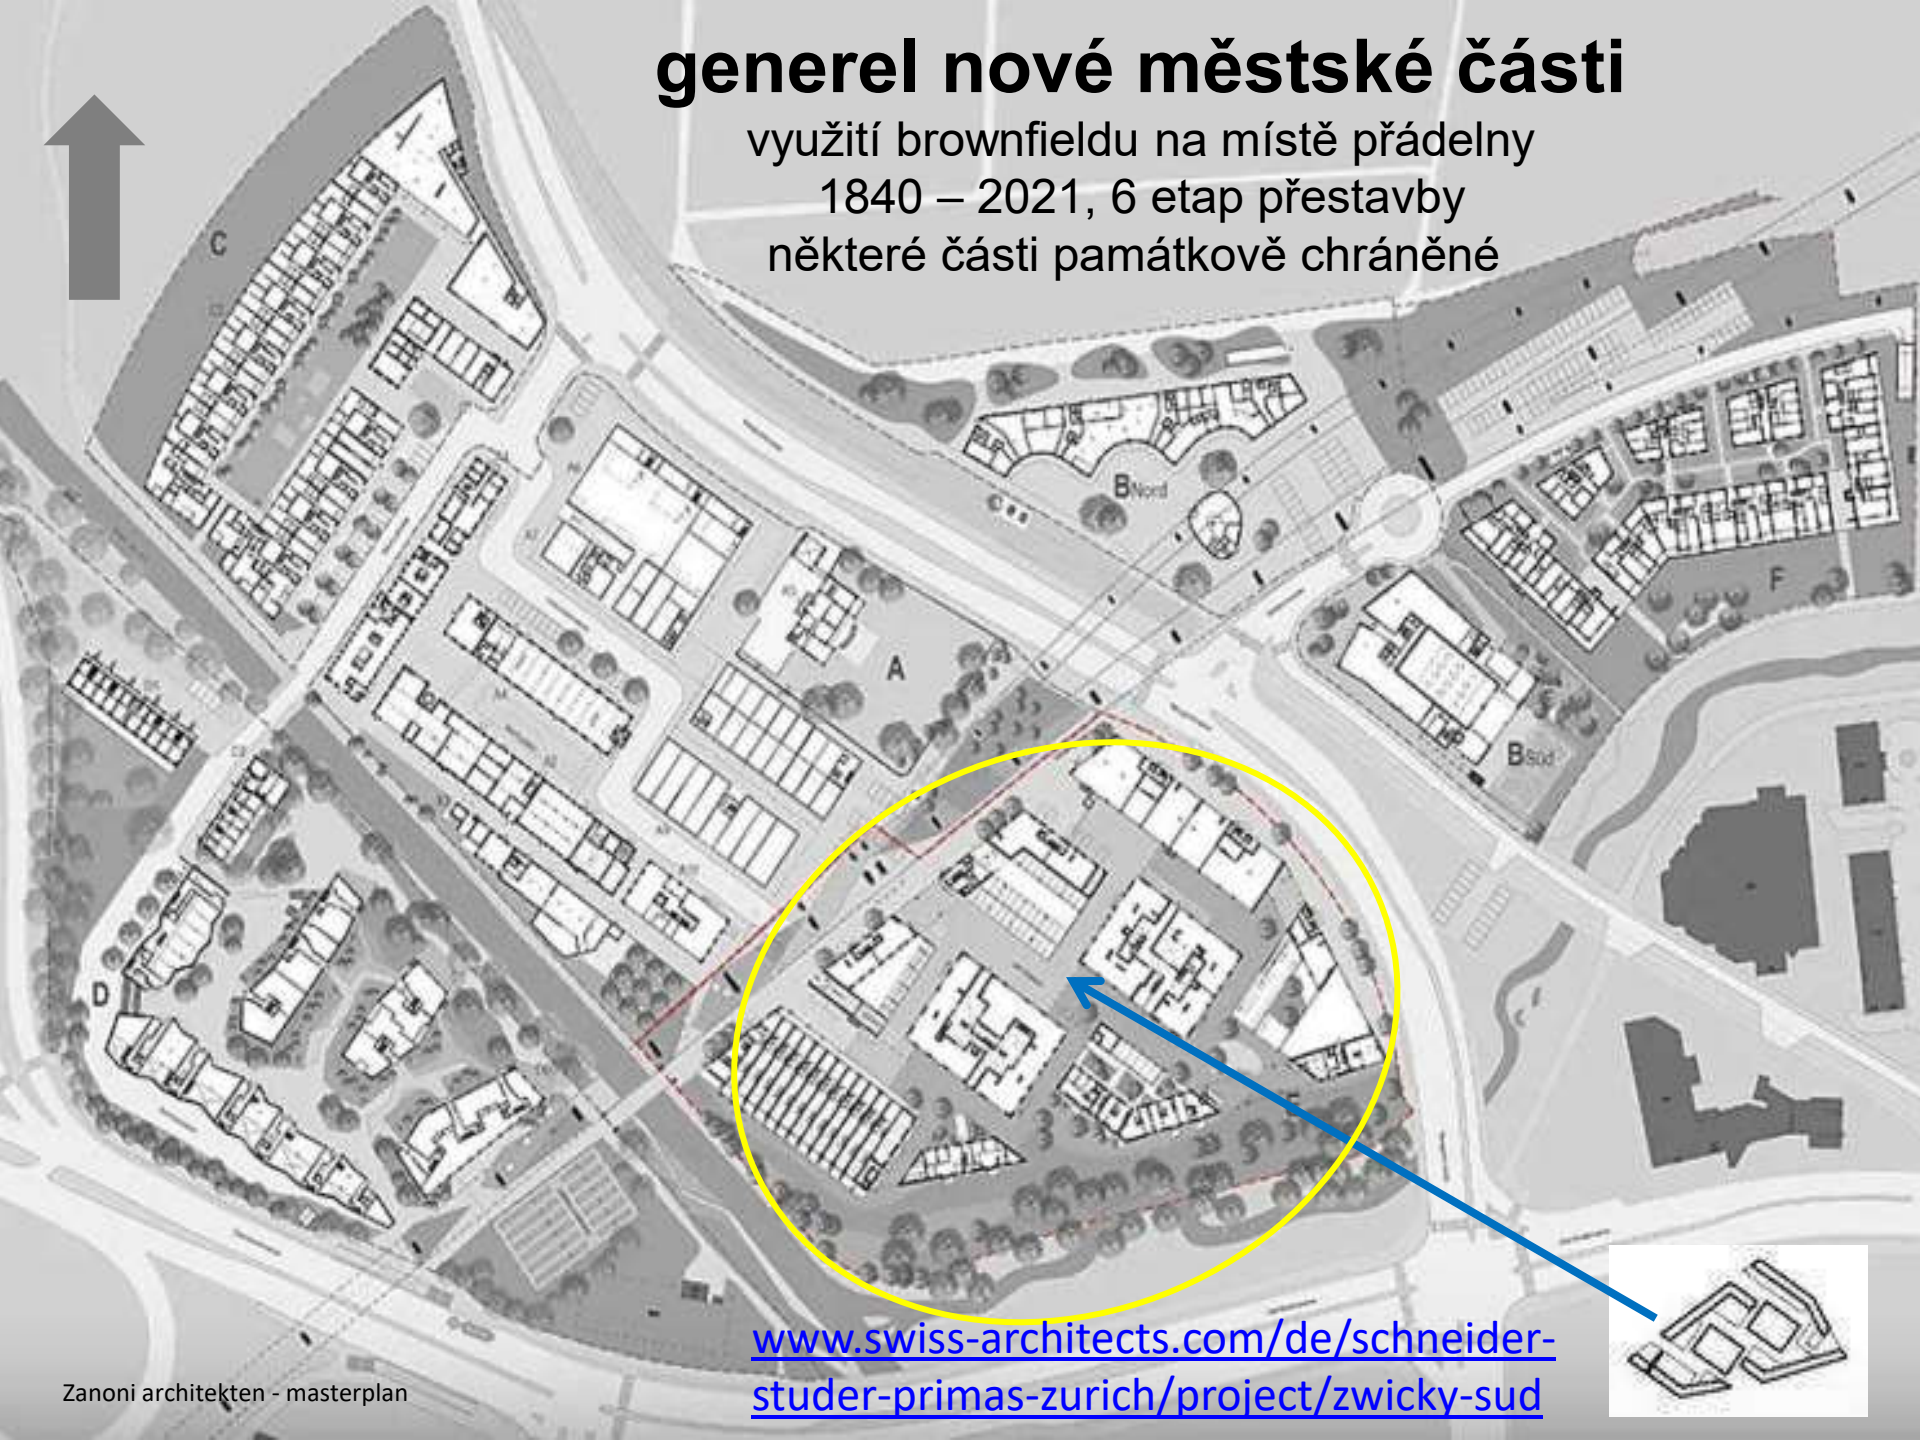 generel nové městské části
využití brownfieldu na místě přádelny
1840 – 2021, 6 etap přestavby
některé části památkově chráněné
C
BNord
F
A
BSüd
D
E
www.swiss-architects.com/de/schneider-
studer-primas-zurich/project/zwicky-sud
Zanoni architekten - masterplan